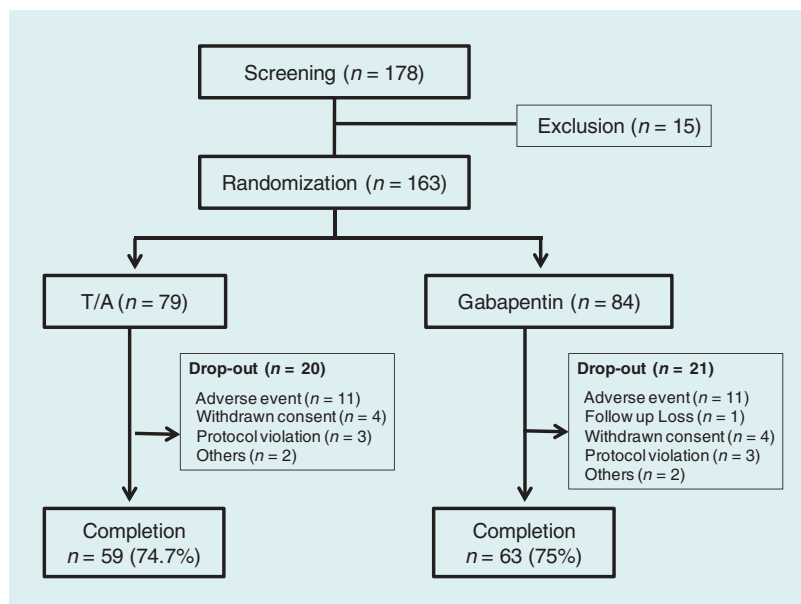 Screening (n = 178)
Exclusion (n = 15)
Randomization (n = 163)
T/A (n = 79)
Gabapentin (n = 84)
Drop-out (n = 20)
Adverse event (n = 11)
Withdrawn consent (n = 4)
Protocol violation (n = 3)
Others (n = 2)
Drop-out (n = 21)
Adverse event (n = 11)
Follow up Loss (n = 1)
Withdrawn consent (n = 4)
Protocol violation (n = 3)
Others (n = 2)
Completion
n = 59 (74.7%)
Completion
n = 63 (75%)